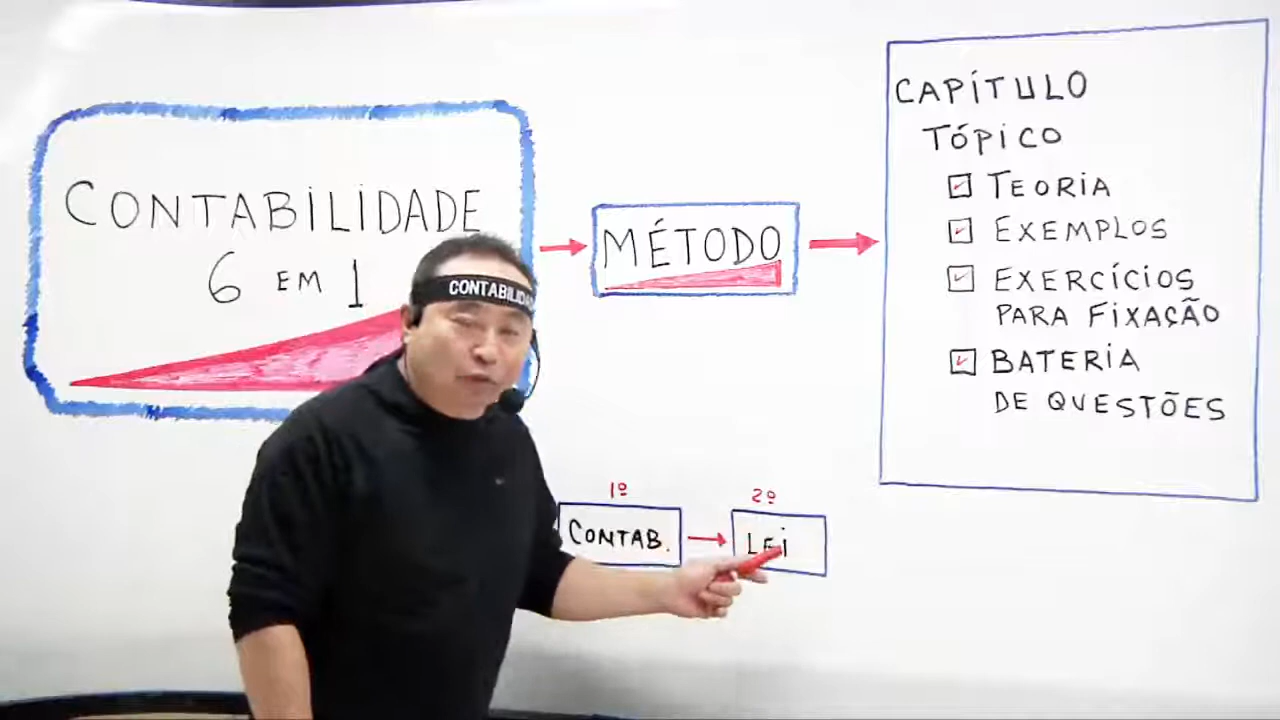 CONTABILIDADE
6 EM 1
MÉTODO
CAPÍTULO
TÓPICO
TEORIA
EXEMPLOS
EXERCÍCIOS
PARA FIXAÇÃO
BATERIA
DE QUESTÕES
1º
CONTAB.
2º
LEI